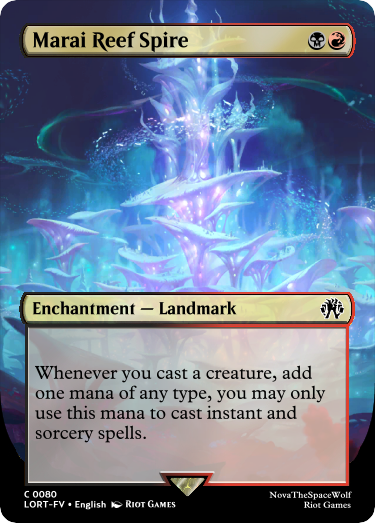 Marai Reef Spire
Enchantment — Landmark
Whenever you cast a creature, add
one mana of any type, you may only
use this mana to cast instant and
sorcery spells.
C 0080
LORT-FV • English RIOT GAMES
NovaTheSpaceWolf
Riot Games